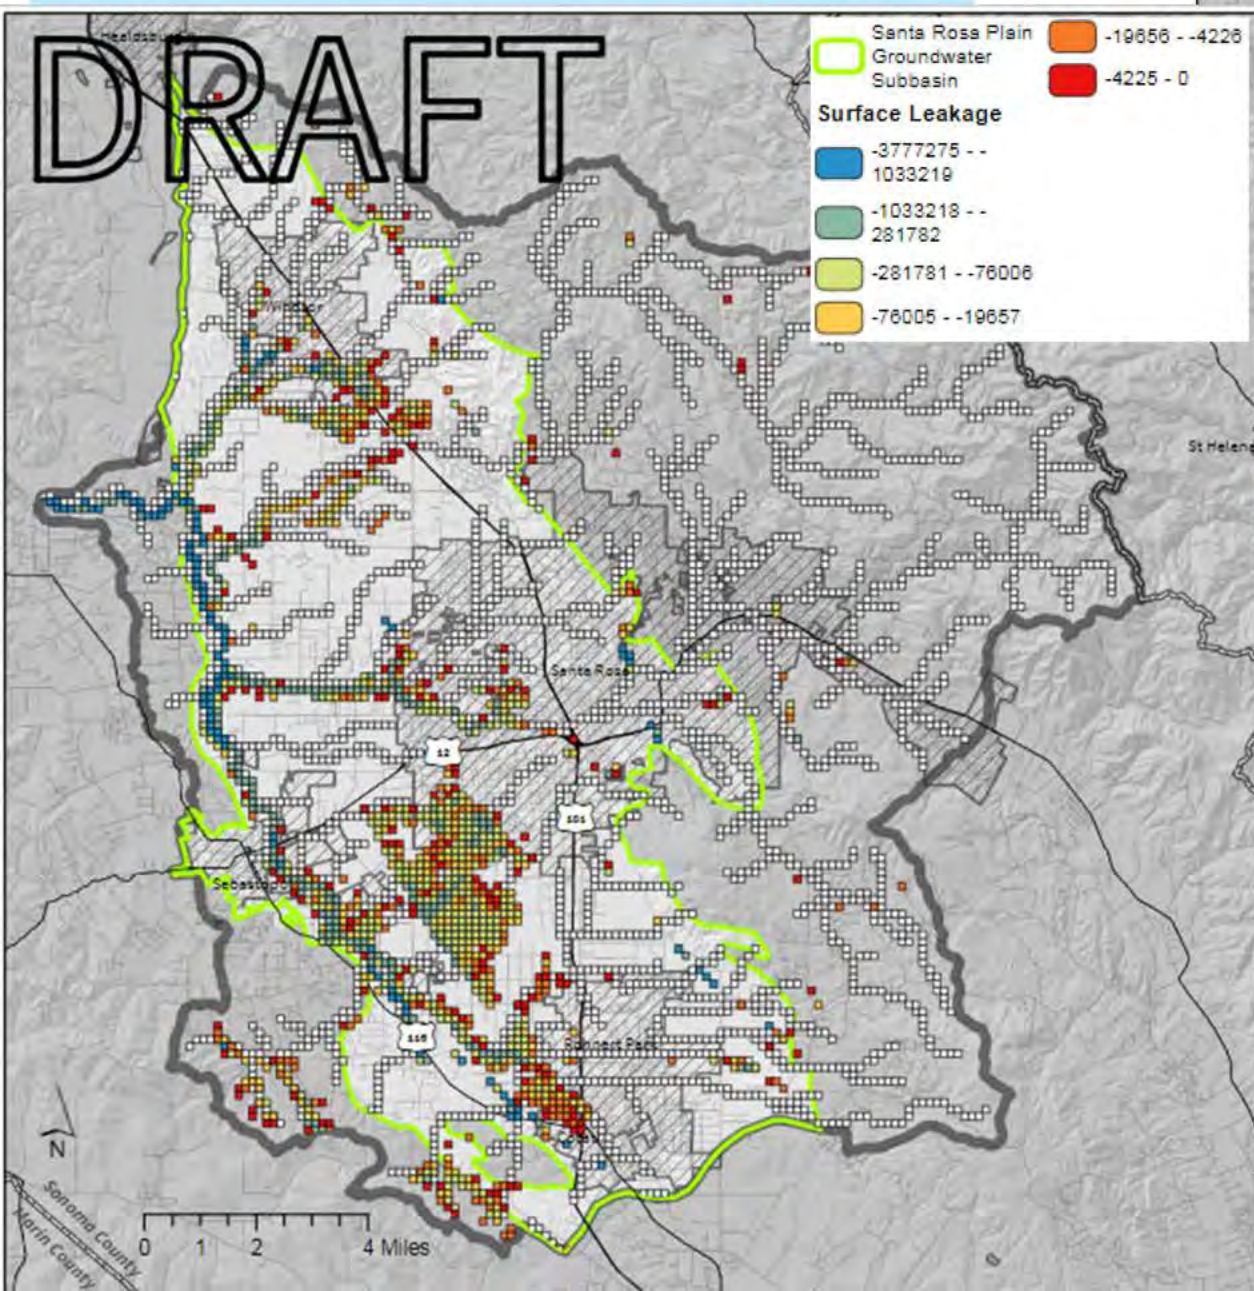 DRAFT
Healdsburg
Santa Rosa Plain
Groundwater
Subbasin
Surface Leakage
-3777275 - -
1033219
-1033218 - -
281782
-281781 - -76006
-76005 - -19657
-19656 - -4226
-4225 - 0
Windsor
St Helena
Santa Rosa
12
101
Sebastopol
116
Rohnert Park
N
Sonoma County
Marin County
0 1 2 4 Miles